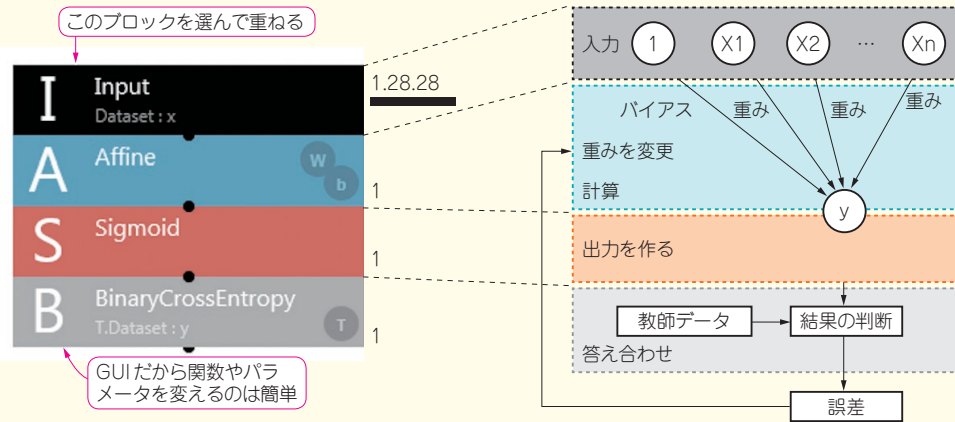 このブロックを選んで重ねる
I
Input
Dataset : x
1.28.28
A
Affine
W
b
1
S
Sigmoid
1
B
BinaryCrossEntropy
T.Dataset : y
T
1
GUIだから関数やパラ
メータを変えるのは簡単
入力 1 X1 X2 … Xn
バイアス 重み 重み 重み
重みを変更
計算
y
出力を作る
教師データ 結果の判断
答え合わせ
誤差